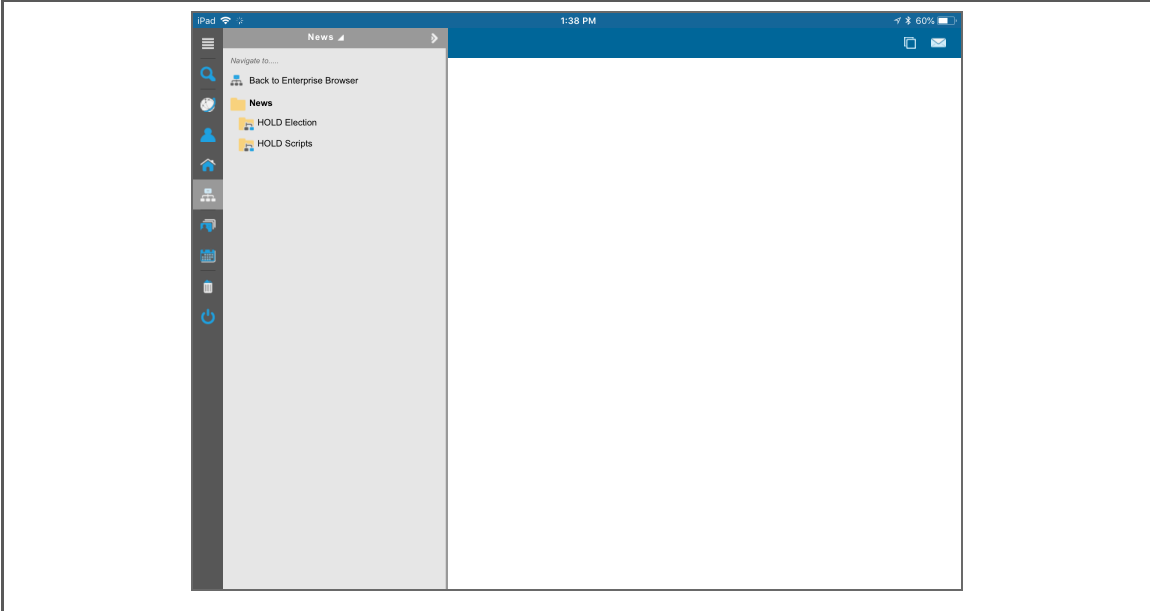 iPad 1:38 PM 60%
News
Navigate to.....
Back to Enterprise Browser
News
HOLD Election
HOLD Scripts